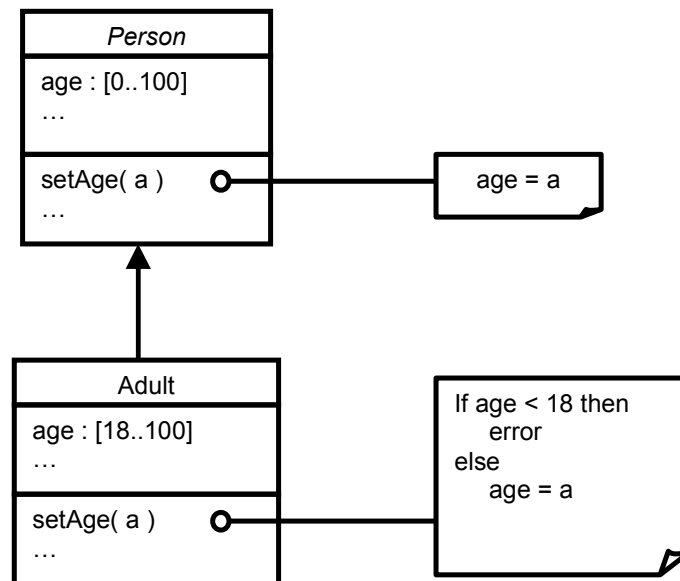 Person
age : [0..100]
…
setAge( a )
…
age = a
Adult
age : [18..100]
…
setAge( a )
…
If age < 18 then
error
else
age = a